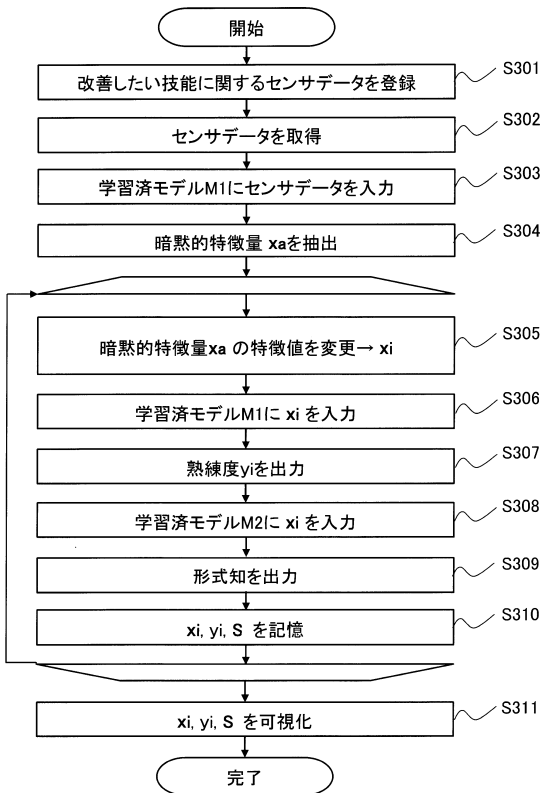 開始
改善したい技能に関するセンサデータを登録 S301
センサデータを取得 S302
学習済モデルM1にセンサデータを入力 S303
暗黙的特徴量 xaを抽出 S304
暗黙的特徴量xa の特徴値を変更→ xi S305
学習済モデルM1に xi を入力 S306
熟練度yiを出力 S307
学習済モデルM2に xi を入力 S308
形式知を出力 S309
xi, yi, S を記憶 S310
xi, yi, S を可視化 S311
完了